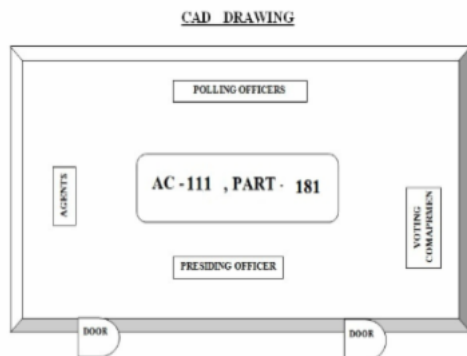 CAD DRAWING
POLLING OFFICERS
AGENTS
AC -111 , PART - 181
VOTING
COMAPRMEN
PRESIDING OFFICER
DOOR
DOOR